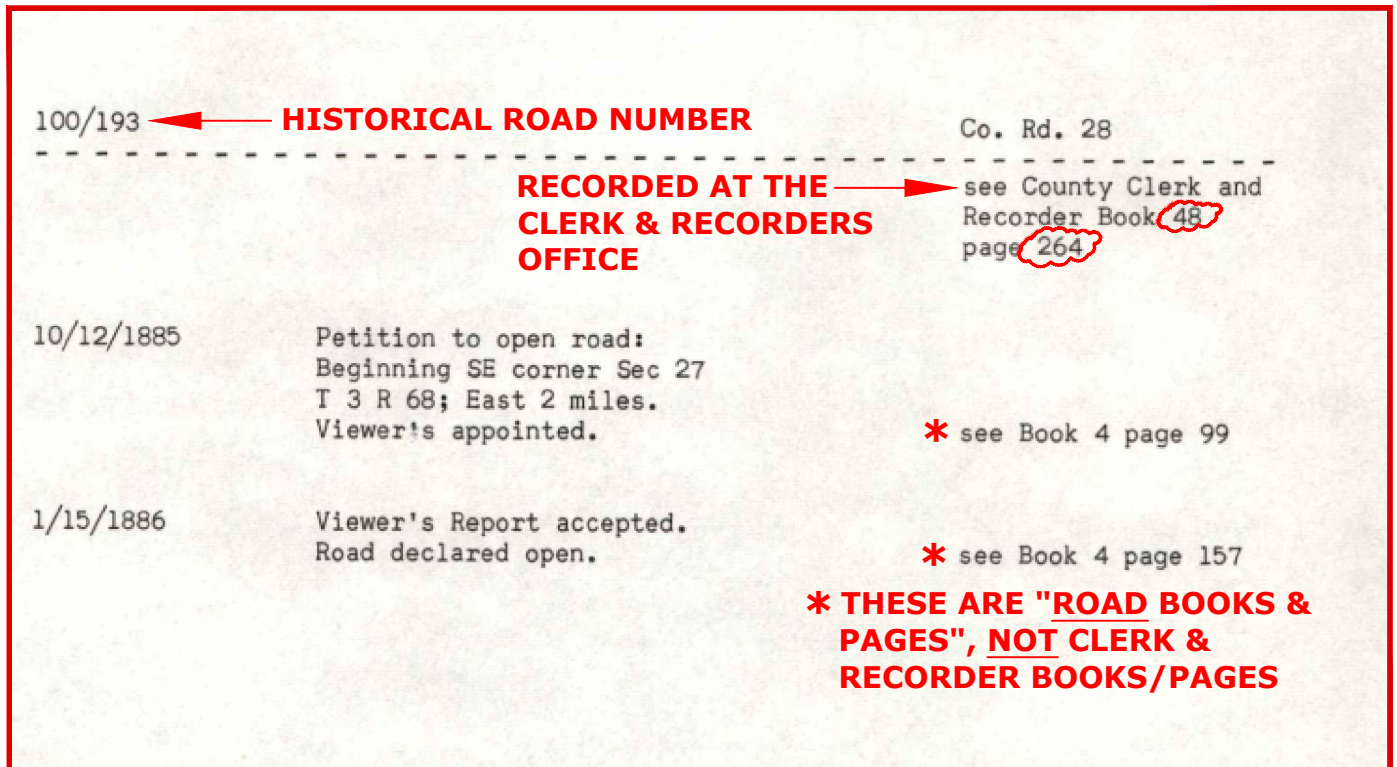 100/193
HISTORICAL ROAD NUMBER
Co. Rd. 28
RECORDED AT THE
CLERK & RECORDERS
OFFICE
see County Clerk and
Recorder Book 48
page 264
10/12/1885
Petition to open road:
Beginning SE corner Sec 27
T 3 R 68; East 2 miles.
Viewer's appointed.
* see Book 4 page 99
1/15/1886
Viewer's Report accepted.
Road declared open.
* see Book 4 page 157
* THESE ARE "ROAD BOOKS &
PAGES", NOT CLERK &
RECORDER BOOKS/PAGES